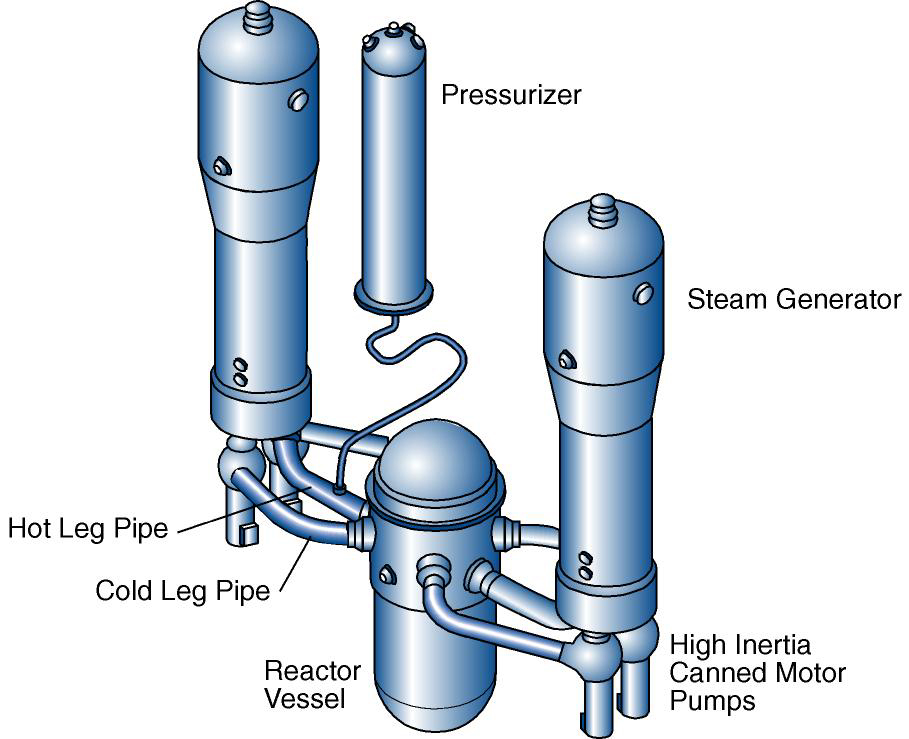 Pressurizer
Steam Generator
Hot Leg Pipe
Cold Leg Pipe
High Inertia
Canned Motor
Pumps
Reactor
Vessel